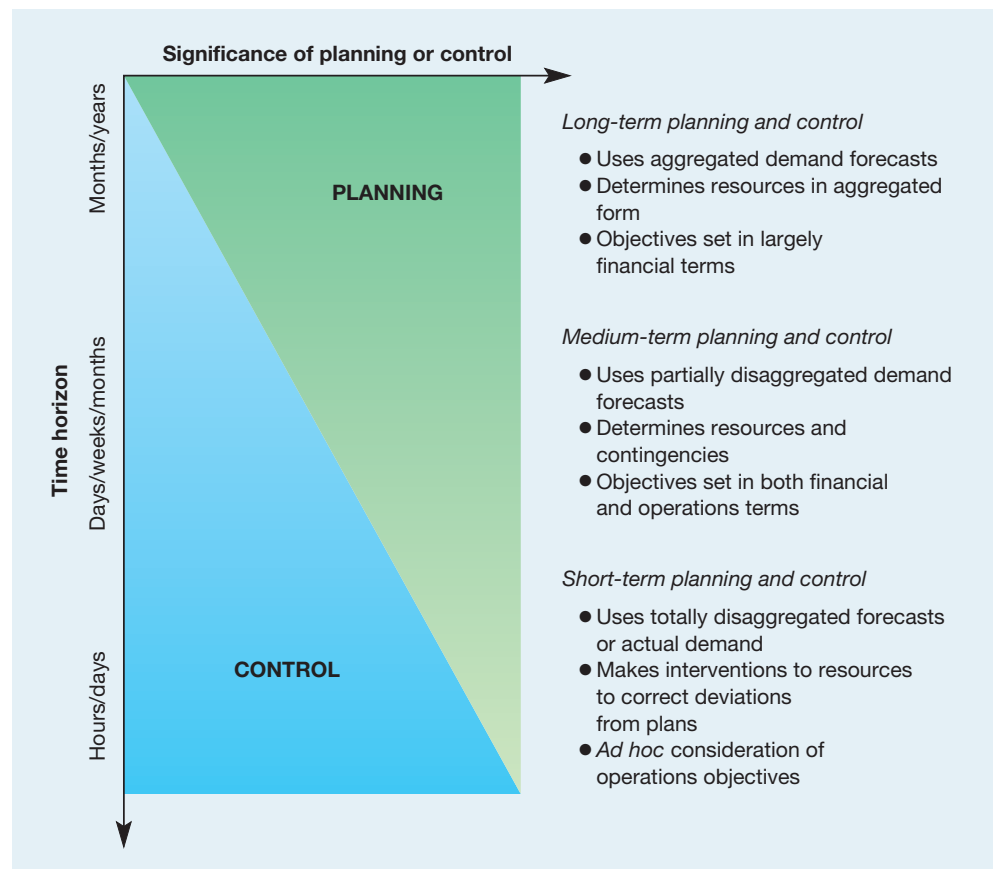 Significance of planning or control
Time horizon
Months/years
Days/weeks/months
Hours/days
PLANNING
CONTROL
Long-term planning and control
● Uses aggregated demand forecasts
● Determines resources in aggregated
form
● Objectives set in largely
financial terms
Medium-term planning and control
● Uses partially disaggregated demand
forecasts
● Determines resources and
contingencies
● Objectives set in both financial
and operations terms
Short-term planning and control
● Uses totally disaggregated forecasts
or actual demand
● Makes interventions to resources
to correct deviations
from plans
● Ad hoc consideration of
operations objectives